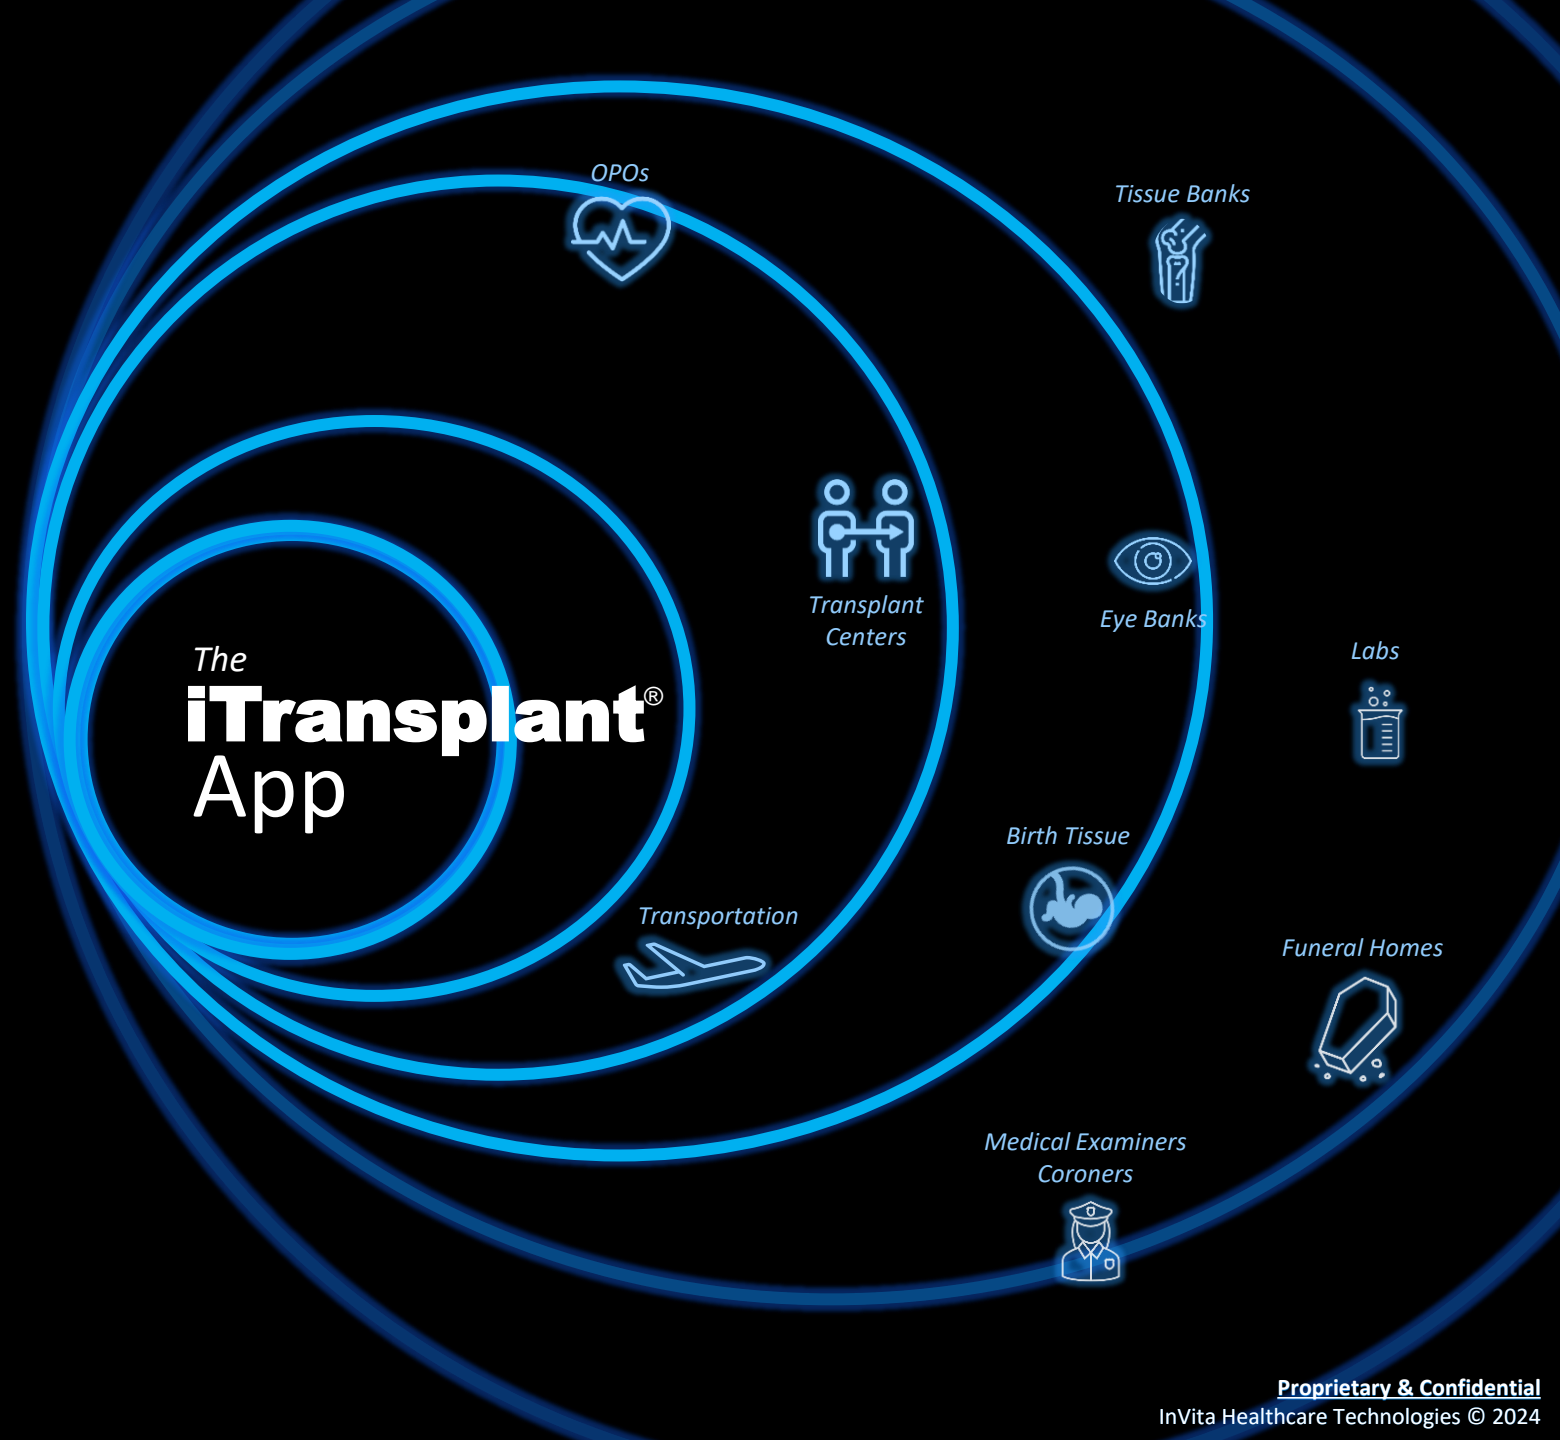 OPOs
Tissue Banks
Transplant
Centers
Eye Banks
Labs
The
iTransplant®
App
Birth Tissue
Transportation
Funeral Homes
Medical Examiners
Coroners
Proprietary & Confidential
InVita Healthcare Technologies © 2024